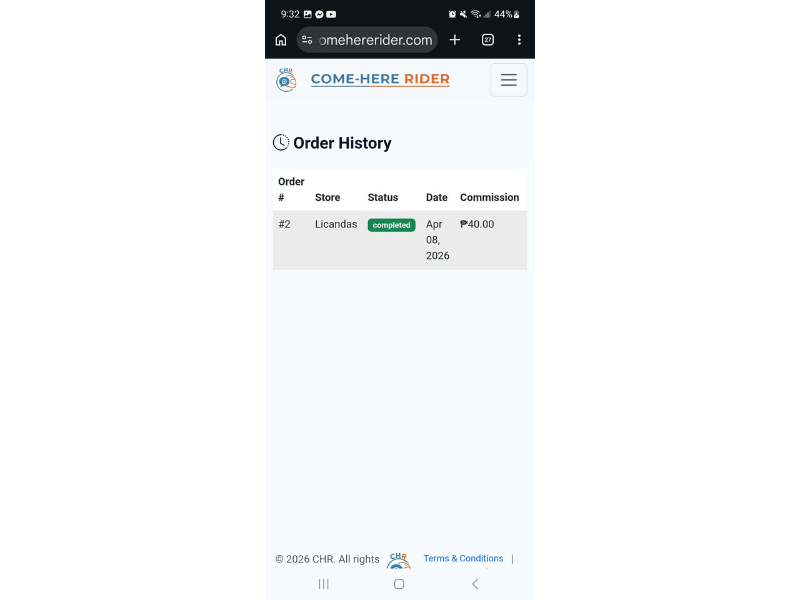 9:32 44%
omehererider.com 27
CHR COME-HERE RIDER
Order History
Order
# Store Status Date Commission
#2 Licandas completed Apr ₱40.00
08,
2026
© 2026 CHR. All rights CHR Terms & Conditions |